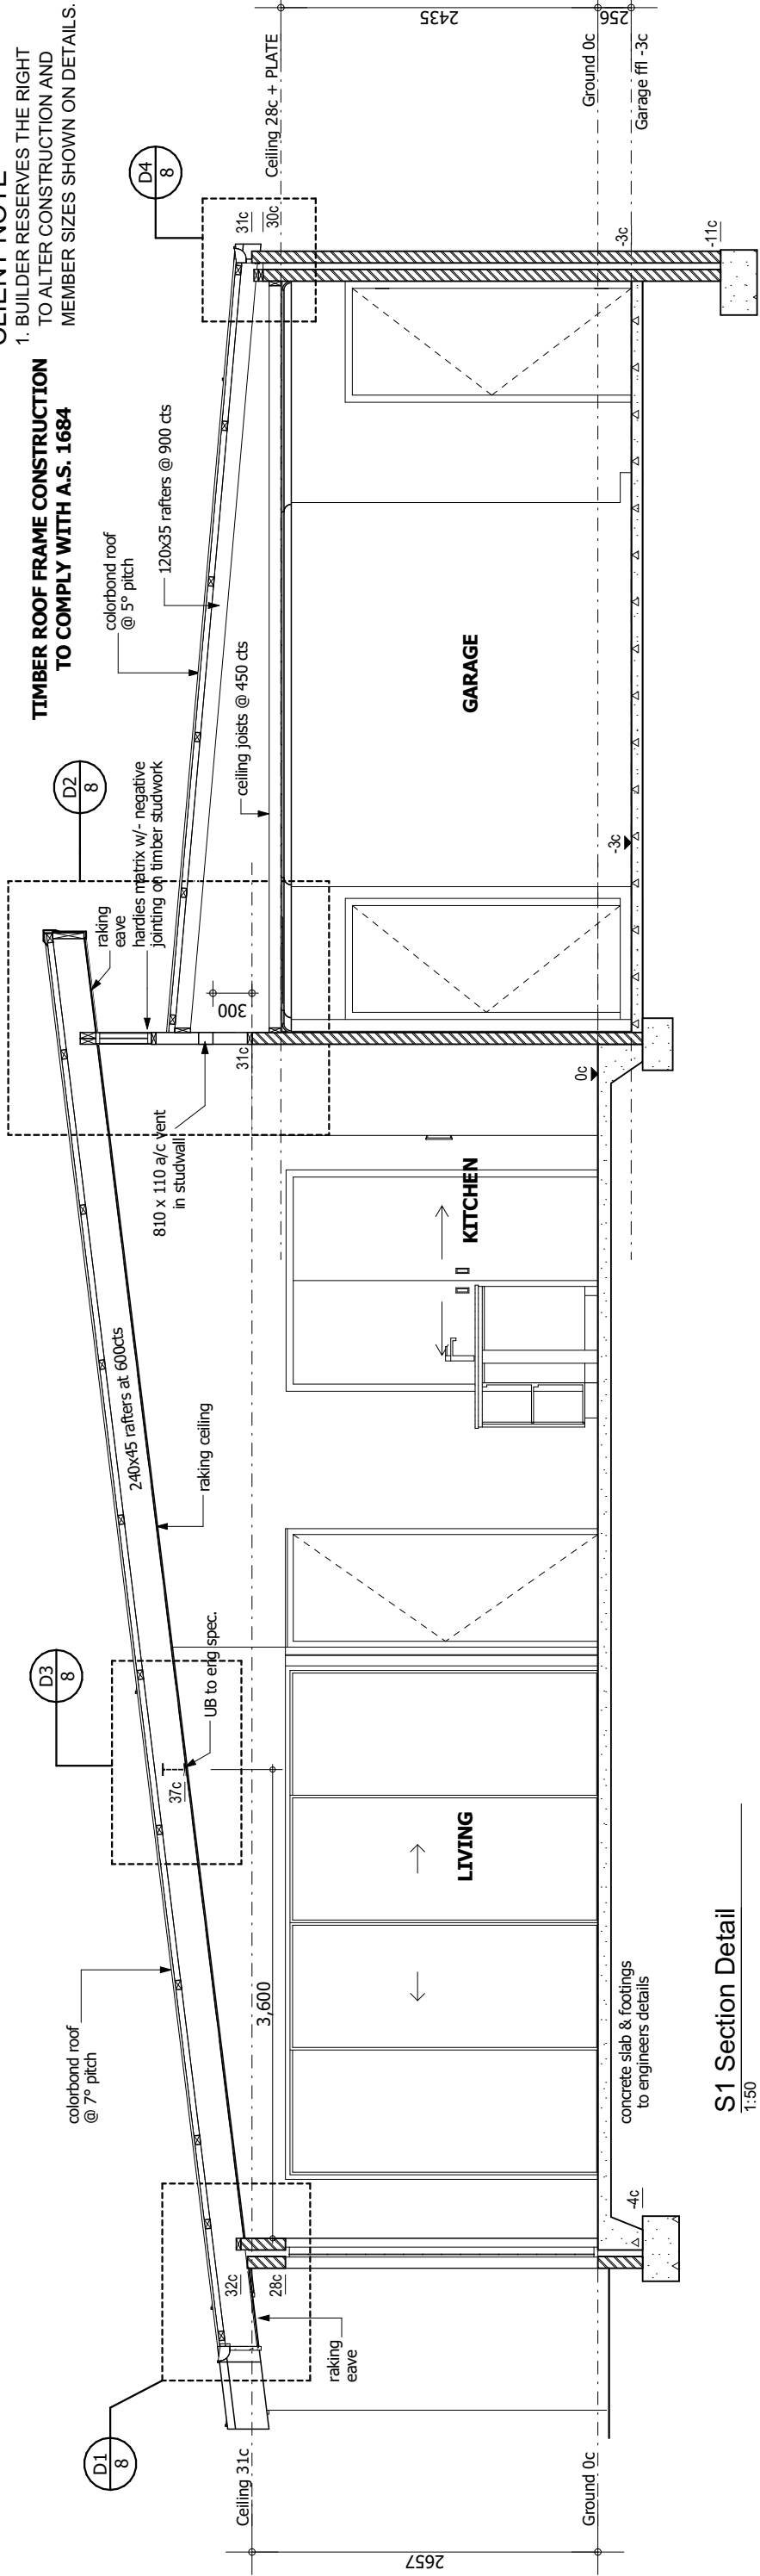 CLIENT NOTE
1. BUILDER RESERVES THE RIGHT
TO ALTER CONSTRUCTION AND
MEMBER SIZES SHOWN ON DETAILS.
TIMBER ROOF FRAME CONSTRUCTION
TO COMPLY WITH A.S. 1684
D1
8
D3
8
D2
8
D4
8
colorbond roof
@ 7° pitch
240x45 rafters at 600cts
raking ceiling
UB to eng spec.
37c
raking
eave
hardies matrix w/- negative
jointing on timber studwork
810 x 110 a/c vent
in studwall
300
31c
colorbond roof
@ 5° pitch
120x35 rafters @ 900 cts
ceiling joists @ 450 cts
31c
30c
Ceiling 28c + PLATE
2435
Ground 0c
256
Garage ffl -3c
Ceiling 31c
2657
Ground 0c
raking
eave
32c
28c
3,600
LIVING
KITCHEN
GARAGE
0c
-3c
-3c
-11c
-4c
concrete slab & footings
to engineers details
S1 Section Detail
1:50